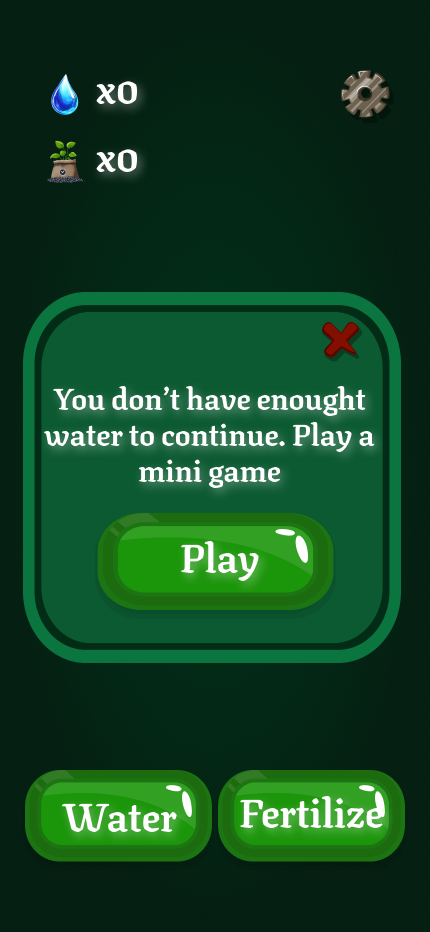 x0
x0
You don't have enought
water to continue. Play a
mini game
Play
Water
Fertilize